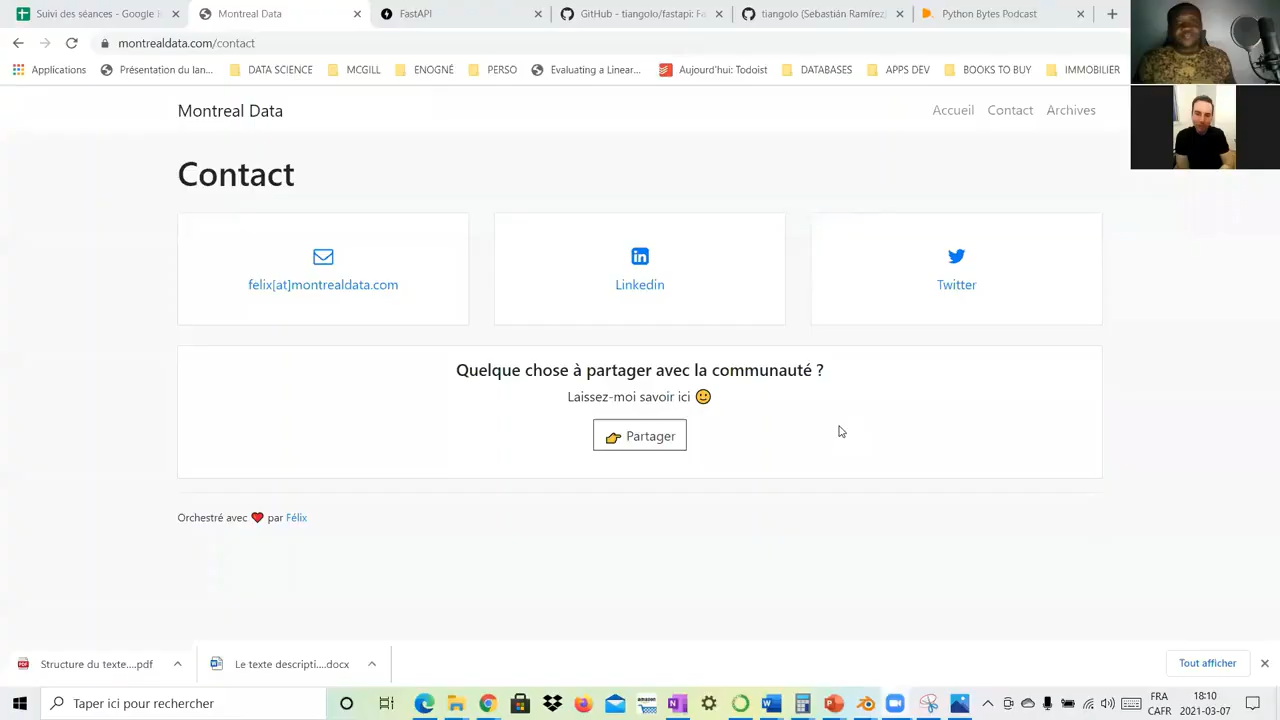 Suivi des séances - Google
Montreal Data
FastAPI
GitHub - tiangolo/fastapi: F
tiangolo (Sebastián Ramírez
Python Bytes Podcast
montrealdata.com/contact
Applications
Présentation du lan...
DATA SCIENCE
MCGILL
ENOGNÉ
PERSO
Evaluating a Linear...
Aujourd'hui: Todoist
DATABASES
APPS DEV
BOOKS TO BUY
IMMOBILIER
Montreal Data
Accueil
Contact
Archives
Contact
felix[at]montrealdata.com
Linkedin
Twitter
Quelque chose à partager avec la communauté ?
Laissez-moi savoir ici 🙂
👉 Partager
Orchestré avec ❤️ par Félix
Structure du texte....pdf
Le texte descripti....docx
Tout afficher
Taper ici pour rechercher
FRA
CAFR
18:10
2021-03-07